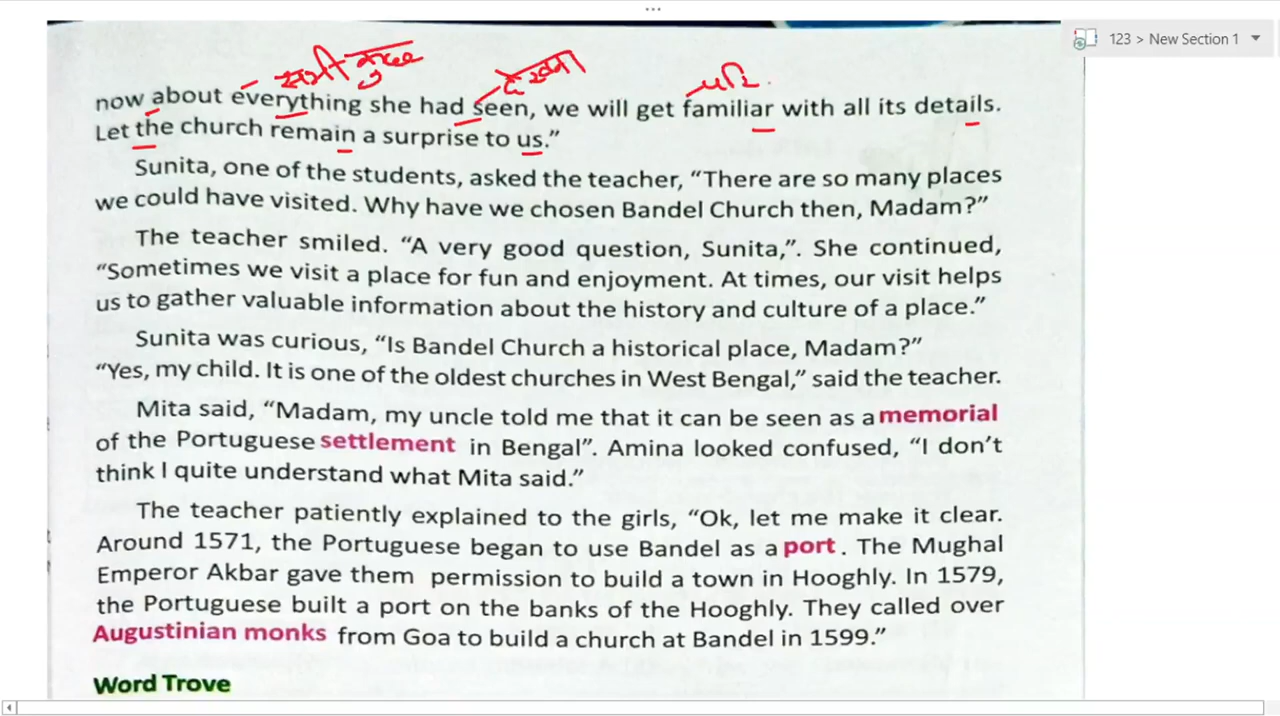 123 > New Section 1
now about everything she had seen, we will get familiar with all its details.
Let the church remain a surprise to us.”
Sunita, one of the students, asked the teacher, “There are so many places
we could have visited. Why have we chosen Bandel Church then, Madam?”
The teacher smiled. “A very good question, Sunita,”. She continued,
“Sometimes we visit a place for fun and enjoyment. At times, our visit helps
us to gather valuable information about the history and culture of a place.”
Sunita was curious, “Is Bandel Church a historical place, Madam?”
“Yes, my child. It is one of the oldest churches in West Bengal,” said the teacher.
Mita said, “Madam, my uncle told me that it can be seen as a memorial
of the Portuguese settlement in Bengal”. Amina looked confused, “I don’t
think I quite understand what Mita said.”
The teacher patiently explained to the girls, “Ok, let me make it clear.
Around 1571, the Portuguese began to use Bandel as a port . The Mughal
Emperor Akbar gave them permission to build a town in Hooghly. In 1579,
the Portuguese built a port on the banks of the Hooghly. They called over
Augustinian monks from Goa to build a church at Bandel in 1599.”
Word Trove